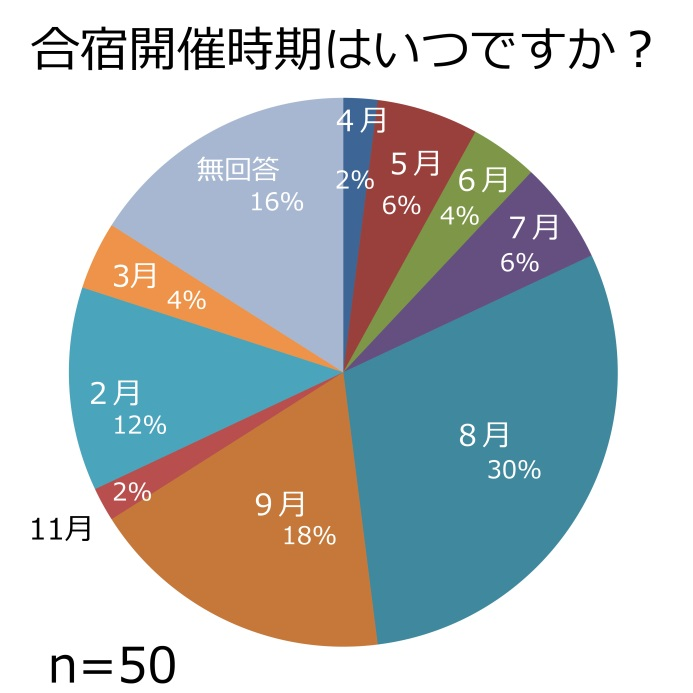 合宿開催時期はいつですか？
４月
2%
５月
6%
６月
4%
７月
6%
８月
30%
９月
18%
11月
2%
２月
12%
3月
4%
無回答
16%
n=50